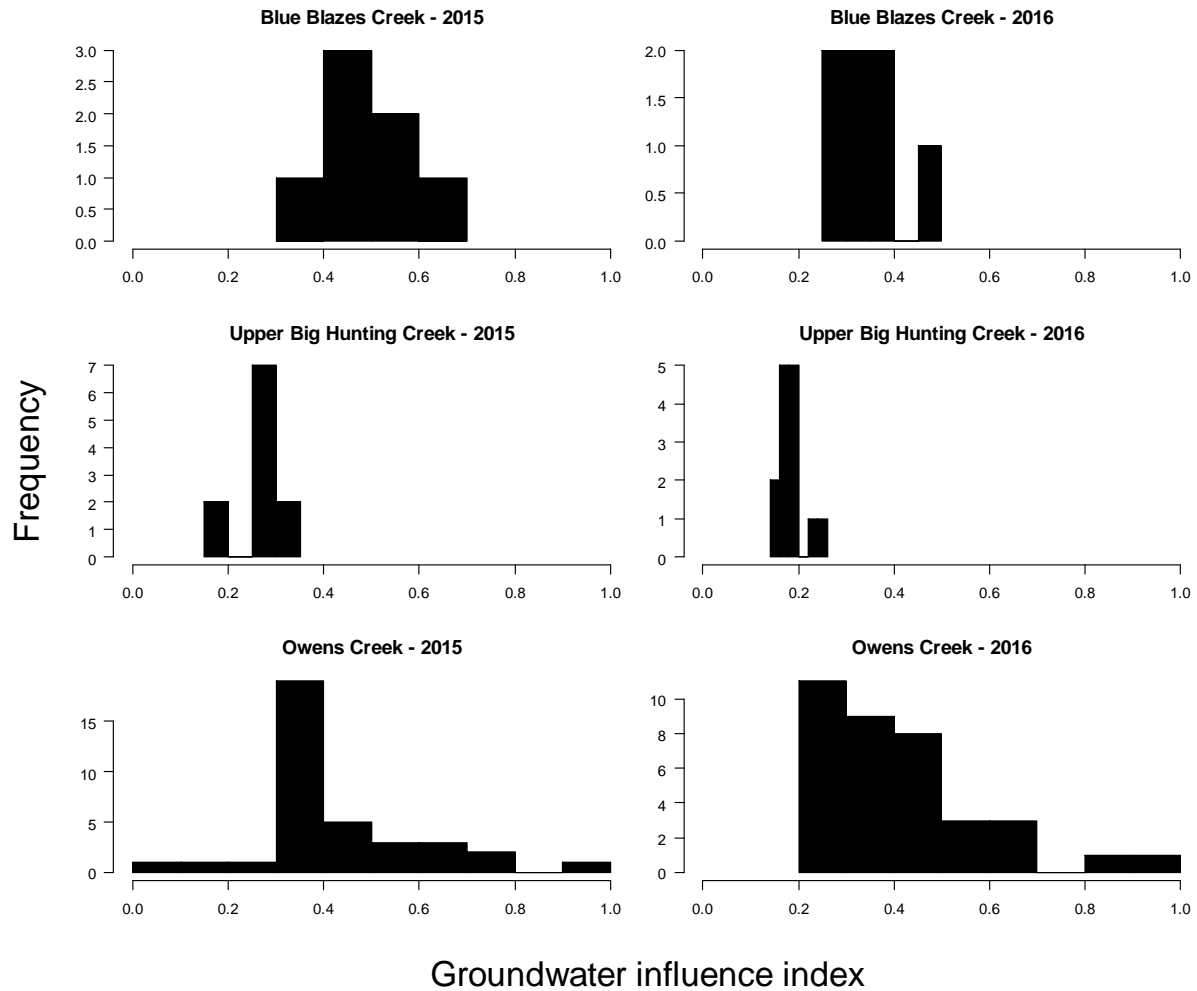 Blue Blazes Creek - 2015
3.0
2.5
2.0
1.5
1.0
0.5
0.0
0.0 0.2 0.4 0.6 0.8 1.0
Blue Blazes Creek - 2016
2.0
1.5
1.0
0.5
0.0
0.0 0.2 0.4 0.6 0.8 1.0
Upper Big Hunting Creek - 2015
7
6
5
4
3
2
1
0
0.0 0.2 0.4 0.6 0.8 1.0
Upper Big Hunting Creek - 2016
5
4
3
2
1
0
0.0 0.2 0.4 0.6 0.8 1.0
Frequency
Owens Creek - 2015
15
10
5
0
0.0 0.2 0.4 0.6 0.8 1.0
Owens Creek - 2016
10
8
6
4
2
0
0.0 0.2 0.4 0.6 0.8 1.0
Groundwater influence index